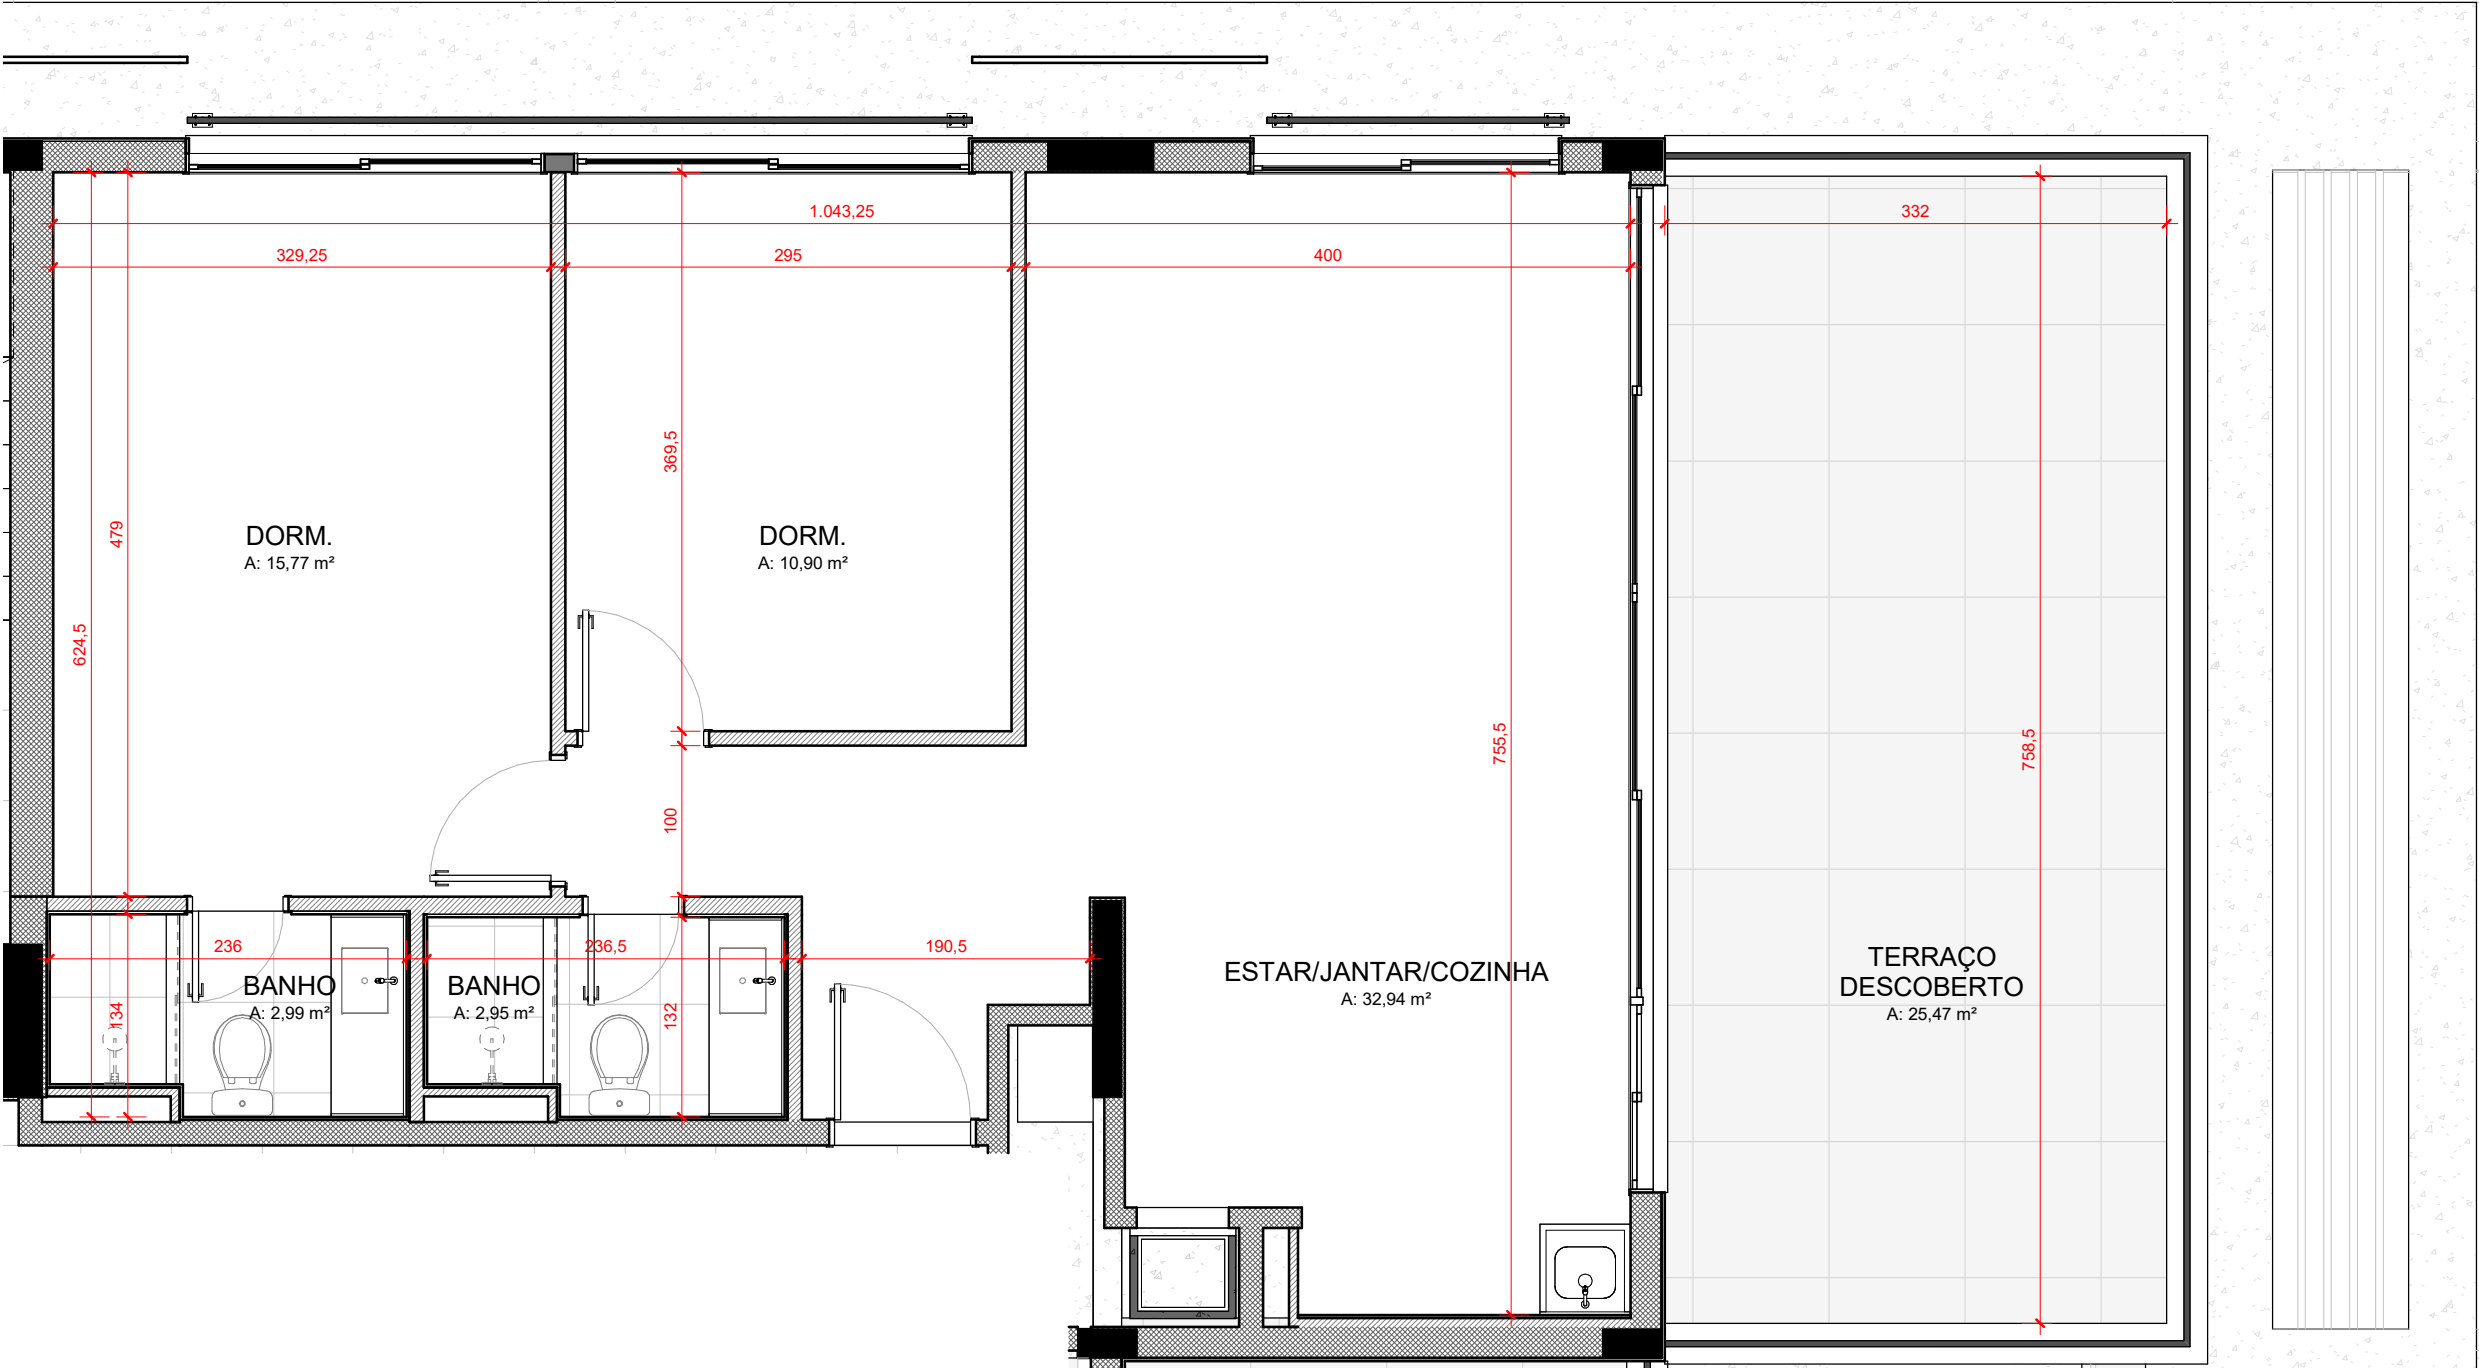 1.043,25
332
329,25
295
400
369,5
479
DORM.
A: 15,77 m²
DORM.
A: 10,90 m²
624,5
755,5
758,5
100
236
236,5
190,5
BANHO
A: 2,99 m²
BANHO
A: 2,95 m²
134
132
ESTAR/JANTAR/COZINHA
A: 32,94 m²
TERRAÇO
DESCOBERTO
A: 25,47 m²